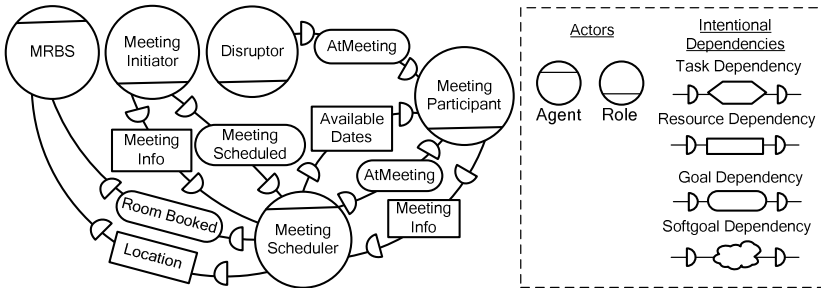 MRBS
Meeting
Initiator
Disruptor
AtMeeting
Meeting
Participant
Meeting
Info
Meeting
Scheduled
Available
Dates
AtMeeting
Room Booked
Meeting
Info
Location
Meeting
Scheduler
Actors
Agent
Role
Intentional
Dependencies
Task Dependency
Resource Dependency
Goal Dependency
Softgoal Dependency